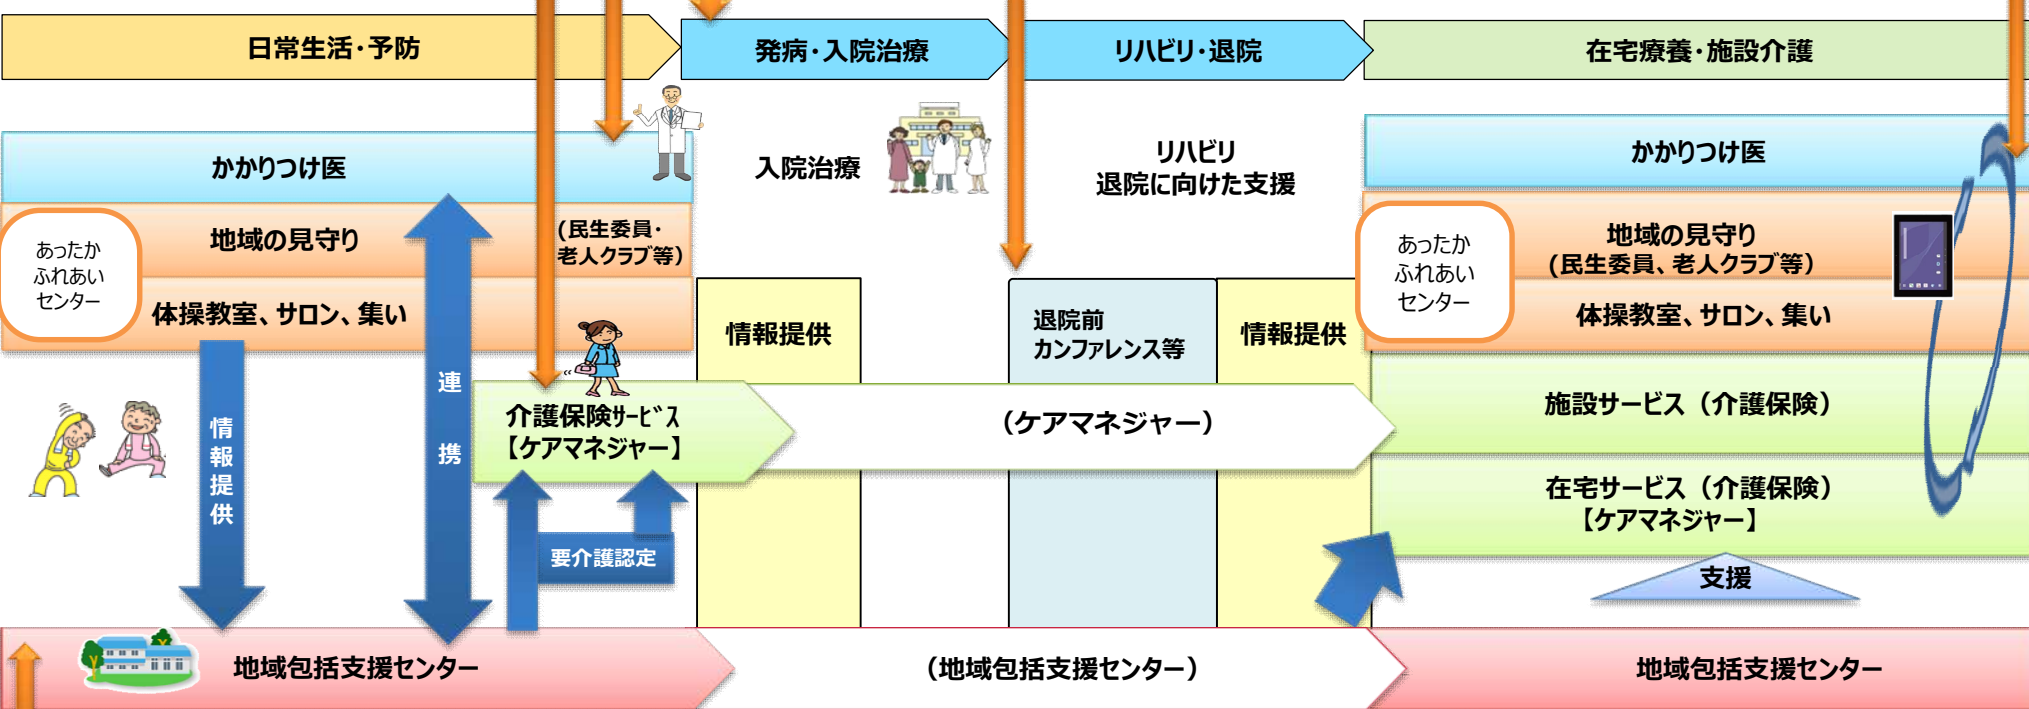 日常生活・予防
発病・入院治療
リハビリ・退院
在宅療養・施設介護
かかりつけ医
入院治療
リハビリ
退院に向けた支援
かかりつけ医
あったか
ふれあい
センター
地域の見守り
(民生委員・
老人クラブ等)
体操教室、サロン、集い
あったか
ふれあい
センター
地域の見守り
(民生委員、老人クラブ等)
体操教室、サロン、集い
情報提供
退院前
カンファレンス等
情報提供
情報提供
連携
介護保険サービス
【ケアマネジャー】
(ケアマネジャー)
施設サービス(介護保険)
在宅サービス(介護保険)
【ケアマネジャー】
要介護認定
支援
地域包括支援センター
(地域包括支援センター)
地域包括支援センター